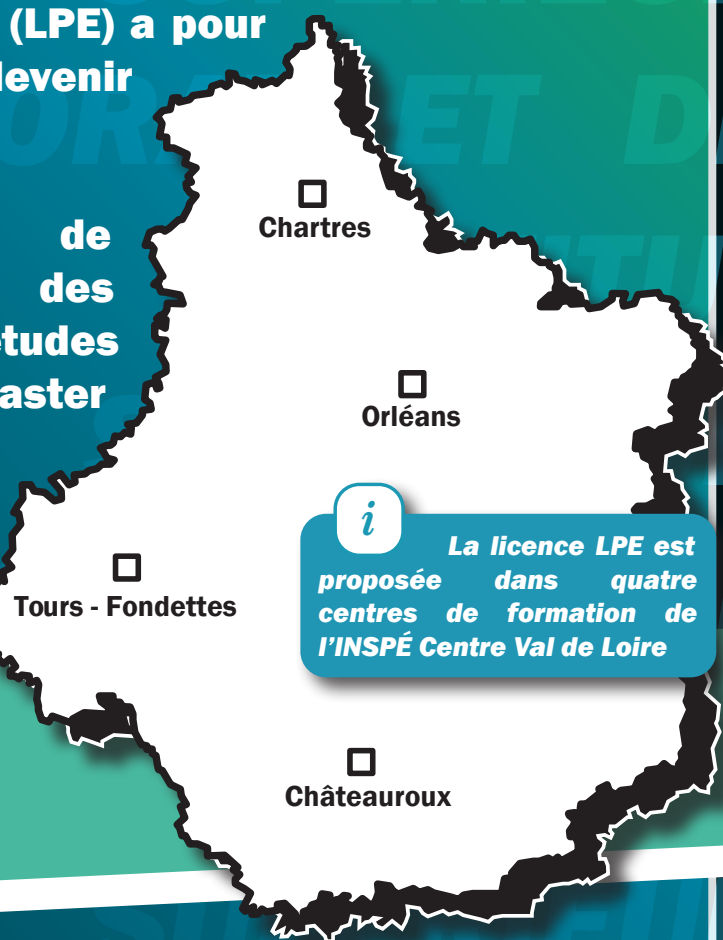 (LPE) a pour
devenir
de
des
études
aster
Chartres
Orléans
i
La licence LPE est
proposée dans quatre
centres de formation de
l'INSPÉ Centre Val de Loire
Tours - Fondettes
Châteauroux